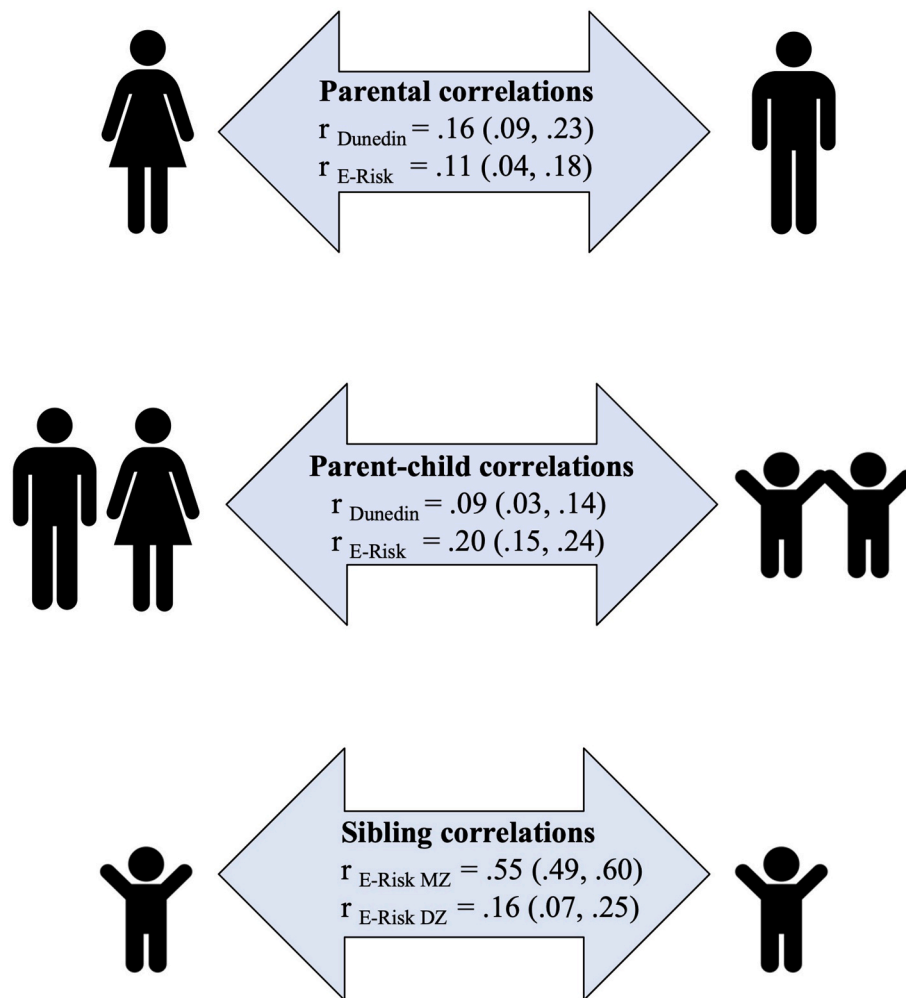 Parental correlations
r Dunedin = .16 (.09, .23)
r E-Risk = .11 (.04, .18)
Parent-child correlations
r Dunedin = .09 (.03, .14)
r E-Risk = .20 (.15, .24)
Sibling correlations
r E-Risk MZ = .55 (.49, .60)
r E-Risk DZ = .16 (.07, .25)